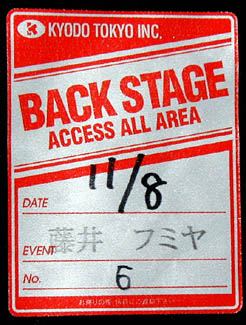 KYODO TOKYO INC.
BACK STAGE
ACCESS ALL AREA
DATE 11/8
EVENT 藤井 フミヤ
No. 6